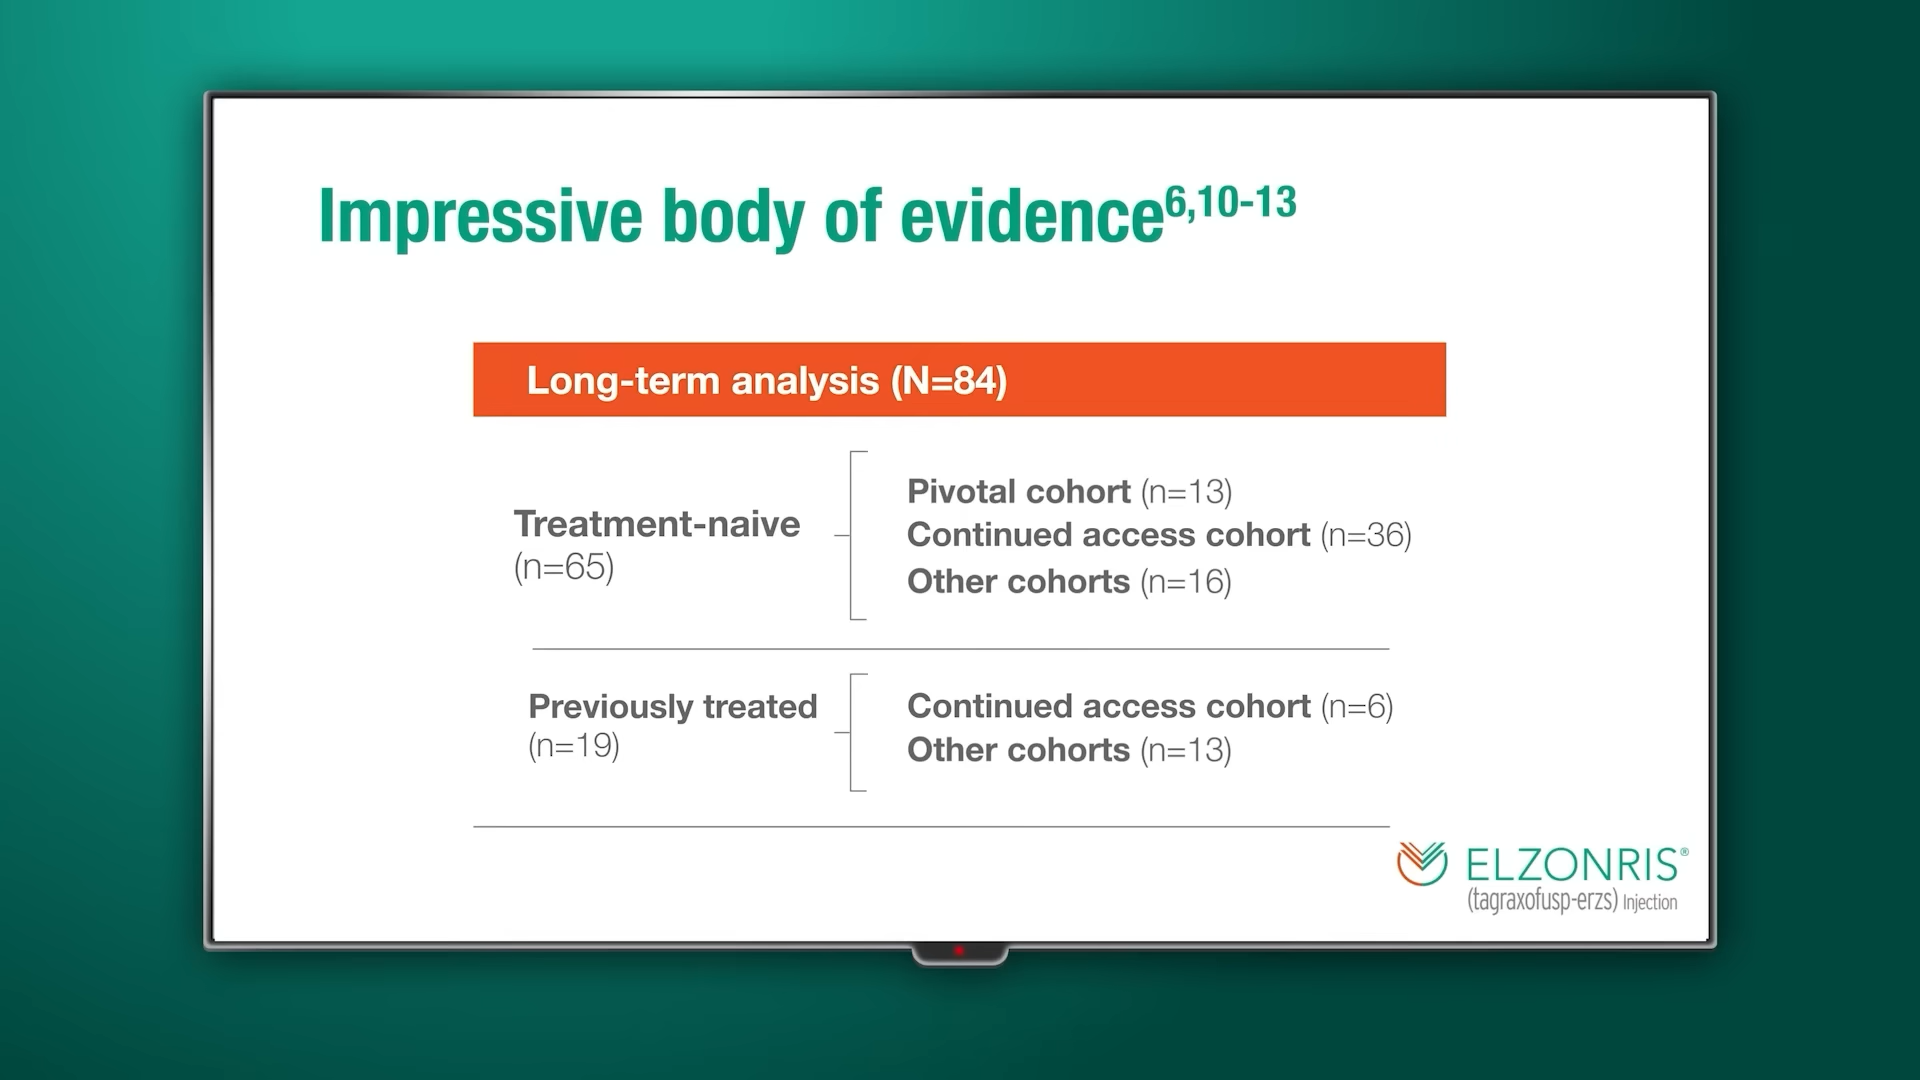 Impressive body of evidence6,10-13
Long-term analysis (N=84)
Treatment-naive
(n=65)
Pivotal cohort (n=13)
Continued access cohort (n=36)
Other cohorts (n=16)
Previously treated
(n=19)
Continued access cohort (n=6)
Other cohorts (n=13)
ELZONRIS®
(tagraxofusp-erzs) Injection